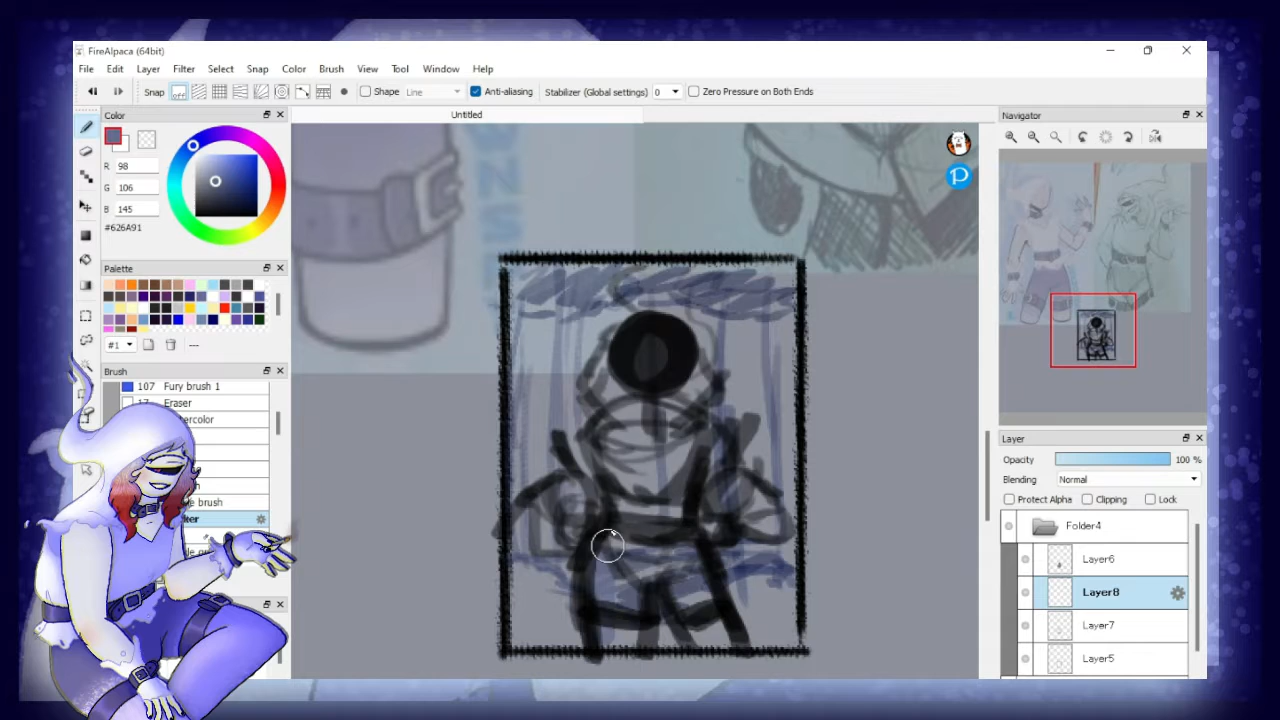 FireAlpaca (64bit)
File Edit Layer Filter Select Snap Color Brush View Tool Window Help
Snap off Shape Line Anti-aliasing Stabilizer (Global settings) 0 Zero Pressure on Both Ends
Color
Untitled
Navigator
R 98
G 106
B 145
#626A91
Palette
#1
---
Brush
107 Fury brush 1
Eraser
brush
Layer
Opacity 100 %
Blending Normal
Protect Alpha Clipping Lock
Folder4
Layer6
Layer8
Layer7
Layer5